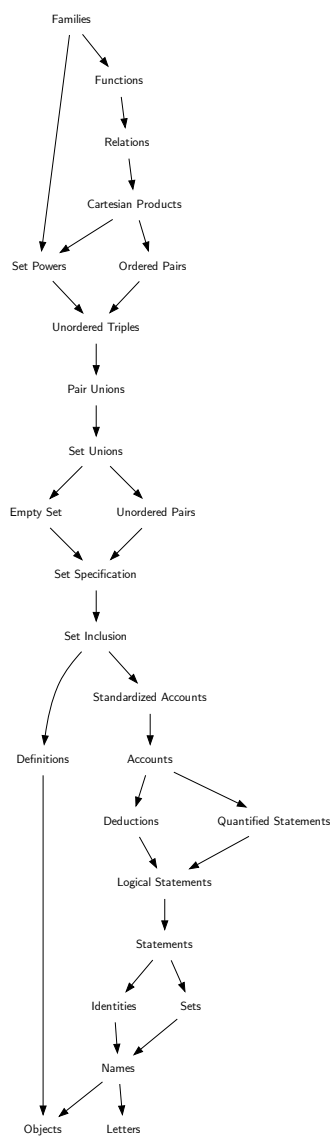 Families
Functions
Relations
Cartesian Products
Set Powers
Ordered Pairs
Unordered Triples
Pair Unions
Set Unions
Empty Set
Unordered Pairs
Set Specification
Set Inclusion
Standardized Accounts
Definitions
Accounts
Deductions
Quantified Statements
Logical Statements
Statements
Identities
Sets
Names
Objects
Letters